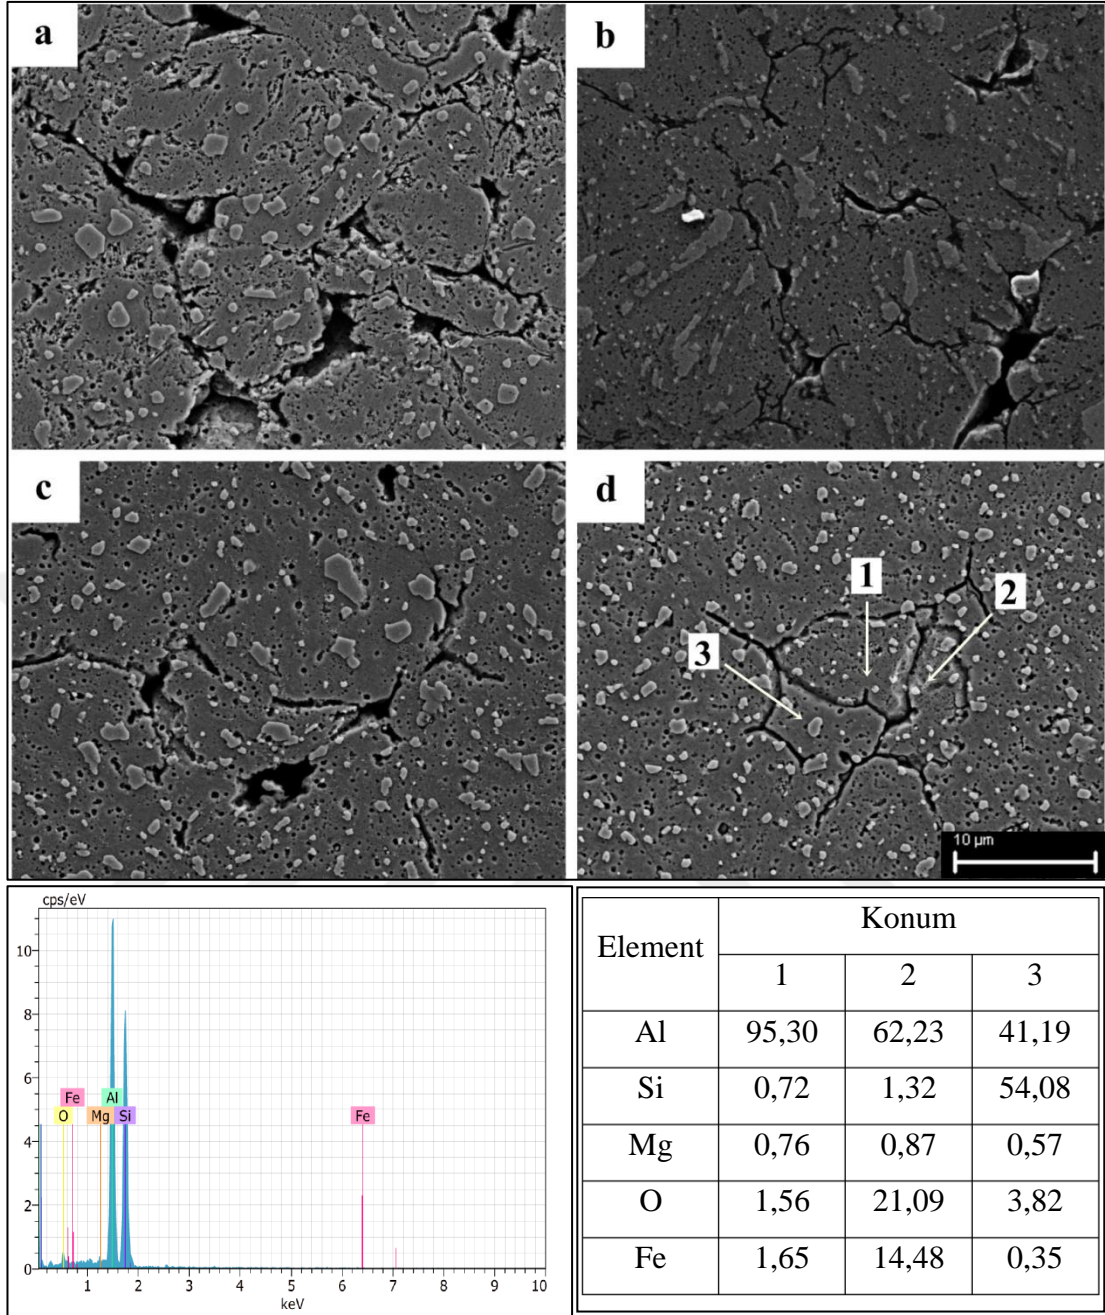 a
b
c
d
1
2
3
10 µm
cps/eV
10
8
6
4
2
0
Fe
Al
O
Mg
Si
Fe
1 2 3 4 5 6 7 8 9 10
keV
Element Konum
1 2 3
Al 95,30 62,23 41,19
Si 0,72 1,32 54,08
Mg 0,76 0,87 0,57
O 1,56 21,09 3,82
Fe 1,65 14,48 0,35